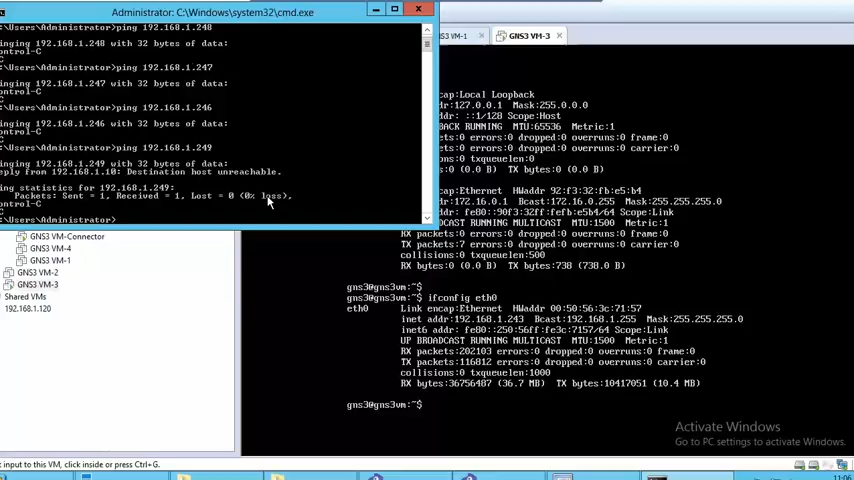 Administrator: C:\Windows\system32\cmd.exe
:\Users\Administrator>ping 192.168.1.248
inging 192.168.1.248 with 32 bytes of data:
ontrol-C
C
:\Users\Administrator>ping 192.168.1.247
inging 192.168.1.247 with 32 bytes of data:
ontrol-C
C
:\Users\Administrator>ping 192.168.1.246
inging 192.168.1.246 with 32 bytes of data:
ontrol-C
C
:\Users\Administrator>ping 192.168.1.249
inging 192.168.1.249 with 32 bytes of data:
eply from 192.168.1.10: Destination host unreachable.
ing statistics for 192.168.1.249:
Packets: Sent = 1, Received = 1, Lost = 0 (0% loss),
ontrol-C
C
:\Users\Administrator>
GNS3 VM-Connector
GNS3 VM-4
GNS3 VM-1
GNS3 VM-2
GNS3 VM-3
Shared VMs
192.168.1.120
S3 VM-1
GNS3 VM-3
encap:Local Loopback
dr:127.0.0.1 Mask:255.0.0.0
addr: ::1/128 Scope:Host
BACK RUNNING MULTICAST MTU:65536 Metric:1
ackets:0 errors:0 dropped:0 overruns:0 frame:0
ackets:0 errors:0 dropped:0 overruns:0 carrier:0
isions:0 txqueuelen:0
bytes:0 (0.0 B) TX bytes:0 (0.0 B)
encap:Ethernet HWaddr 92:f3:32:fb:e5:b4
dr:172.16.0.1 Bcast:172.16.0.255 Mask:255.255.255.0
addr: fe80::90f3:32ff:fefb:e5b4/64 Scope:Link
ROADCAST RUNNING MULTICAST MTU:1500 Metric:1
RX packets:0 errors:0 dropped:0 overruns:0 frame:0
TX packets:7 errors:0 dropped:0 overruns:0 carrier:0
collisions:0 txqueuelen:500
RX bytes:0 (0.0 B) TX bytes:738 (738.0 B)
gns3@gns3vm:~$
gns3@gns3vm:~$ ifconfig eth0
eth0 Link encap:Ethernet HWaddr 00:50:56:3c:71:57
inet addr:192.168.1.243 Bcast:192.168.1.255 Mask:255.255.255.0
inet6 addr: fe80::250:56ff:fe3c:7157/64 Scope:Link
UP BROADCAST RUNNING MULTICAST MTU:1500 Metric:1
RX packets:202103 errors:0 dropped:0 overruns:0 frame:0
TX packets:116812 errors:0 dropped:0 overruns:0 carrier:0
collisions:0 txqueuelen:1000
RX bytes:36756487 (36.7 MB) TX bytes:10417051 (10.4 MB)
gns3@gns3vm:~$
Activate Windows
Go to PC settings to activate Windows.
t input to this VM, click inside or press Ctrl+G.
11:06